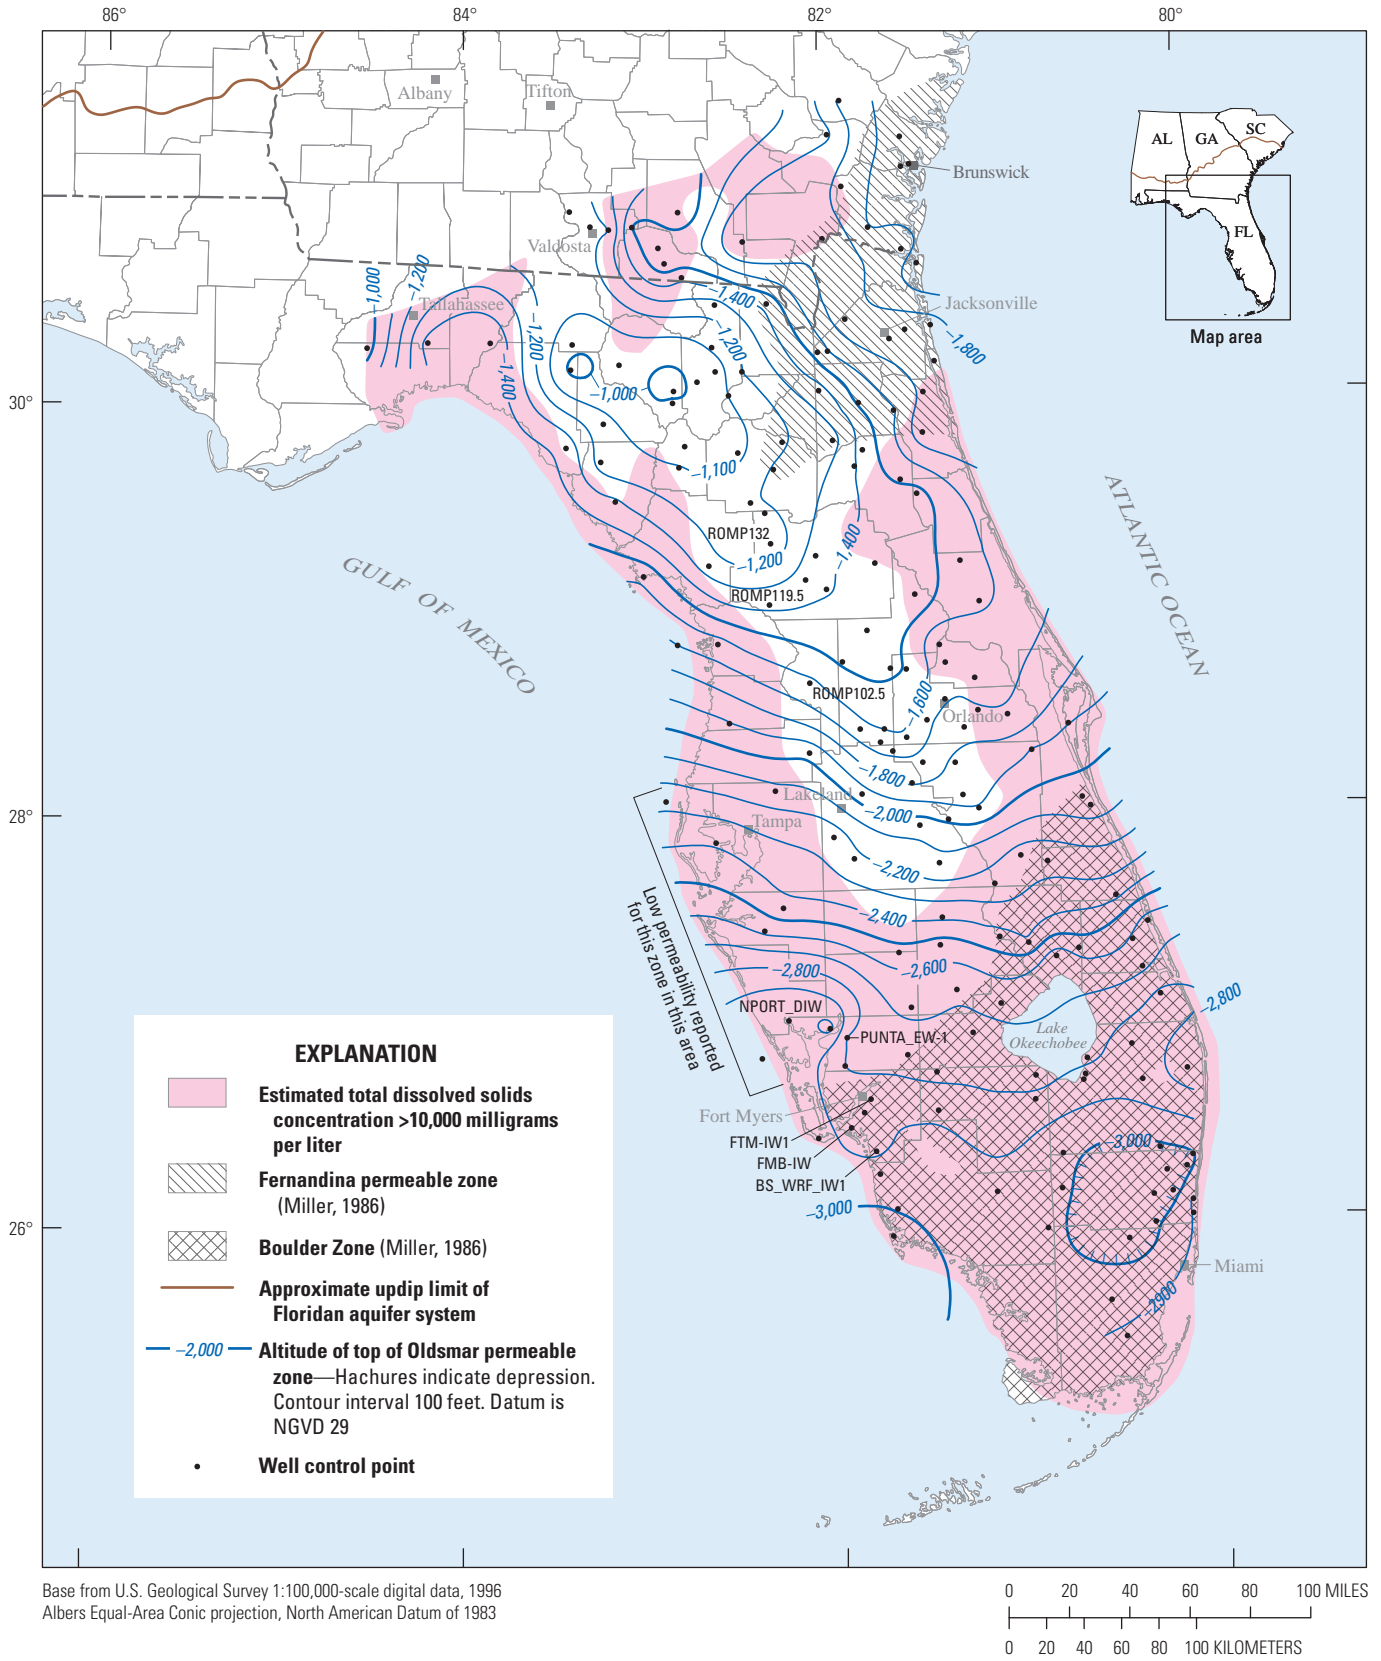 86°
84°
82°
80°
Albany
Tifton
Brunswick
AL
GA
SC
FL
Map area
Valdosta
–1,000
–1,200
Tallahassee
–1,400
Jacksonville
–1,800
–1,200
–1,200
–1,400
–1,000
30°
–1,100
ROMP132
–1,200
–1,400
ROMP119.5
GULF OF MEXICO
ATLANTIC OCEAN
ROMP102.5
–1,600
Orlando
–1,800
Lakeland
–2,000
28°
Tampa
–2,200
–2,400
Low permeability reported
for this zone in this area
–2,800
–2,600
–2,800
NPORT_DIW
PUNTA_EW-1
Lake
Okeechobee
Fort Myers
FTM-IW1
FMB-IW
BS_WRF_IW1
–3,000
–3,000
26°
Miami
–2900
EXPLANATION
Estimated total dissolved solids
concentration >10,000 milligrams
per liter
Fernandina permeable zone
(Miller, 1986)
Boulder Zone (Miller, 1986)
Approximate updip limit of
Floridan aquifer system
–2,000
Altitude of top of Oldsmar permeable
zone—Hachures indicate depression.
Contour interval 100 feet. Datum is
NGVD 29
Well control point
Base from U.S. Geological Survey 1:100,000-scale digital data, 1996
Albers Equal-Area Conic projection, North American Datum of 1983
0 20 40 60 80 100 MILES
0 20 40 60 80 100 KILOMETERS